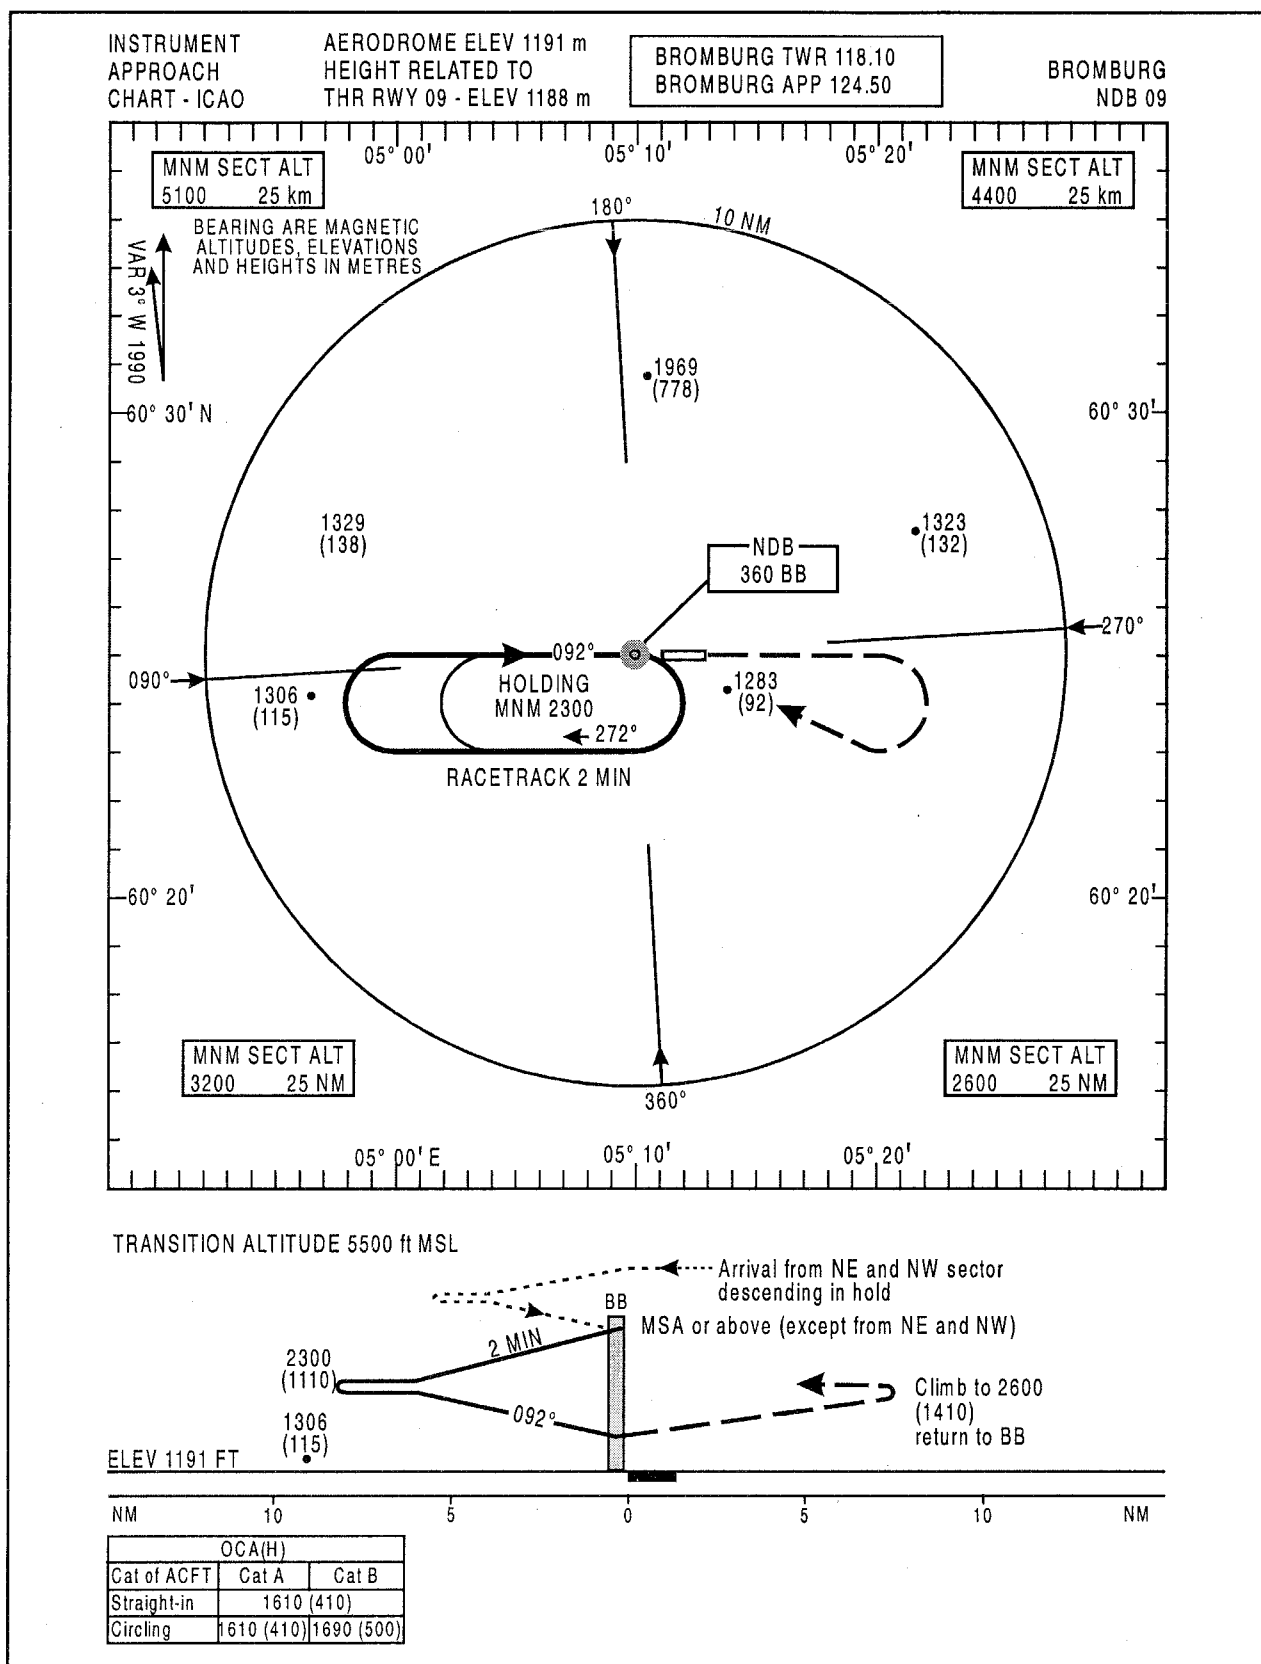 INSTRUMENT
APPROACH
CHART - ICAO
AERODROME ELEV 1191 m
HEIGHT RELATED TO
THR RWY 09 - ELEV 1188 m
BROMBURG TWR 118.10
BROMBURG APP 124.50
BROMBURG
NDB 09
05° 00'
05° 10'
05° 20'
MNM SECT ALT
5100 25 km
MNM SECT ALT
4400 25 km
BEARING ARE MAGNETIC
ALTITUDES, ELEVATIONS
AND HEIGHTS IN METRES
VAR 3° W 1990
180°
10 NM
1969
(778)
60° 30' N
60° 30'
1329
(138)
1323
(132)
NDB
360 BB
270°
092°
090°
HOLDING
MNM 2300
1306
(115)
1283
(92)
272°
RACETRACK 2 MIN
60° 20'
60° 20'
MNM SECT ALT
3200 25 NM
MNM SECT ALT
2600 25 NM
360°
05° 00' E
05° 10'
05° 20'
TRANSITION ALTITUDE 5500 ft MSL
Arrival from NE and NW sector
descending in hold
BB
MSA or above (except from NE and NW)
2 MIN
2300
(1110)
092°
Climb to 2600
(1410)
return to BB
1306
(115)
ELEV 1191 FT
NM 10 5 0 5 10 NM
OCA(H)
Cat of ACFT Cat A Cat B
Straight-in 1610 (410)
Circling 1610 (410) 1690 (500)